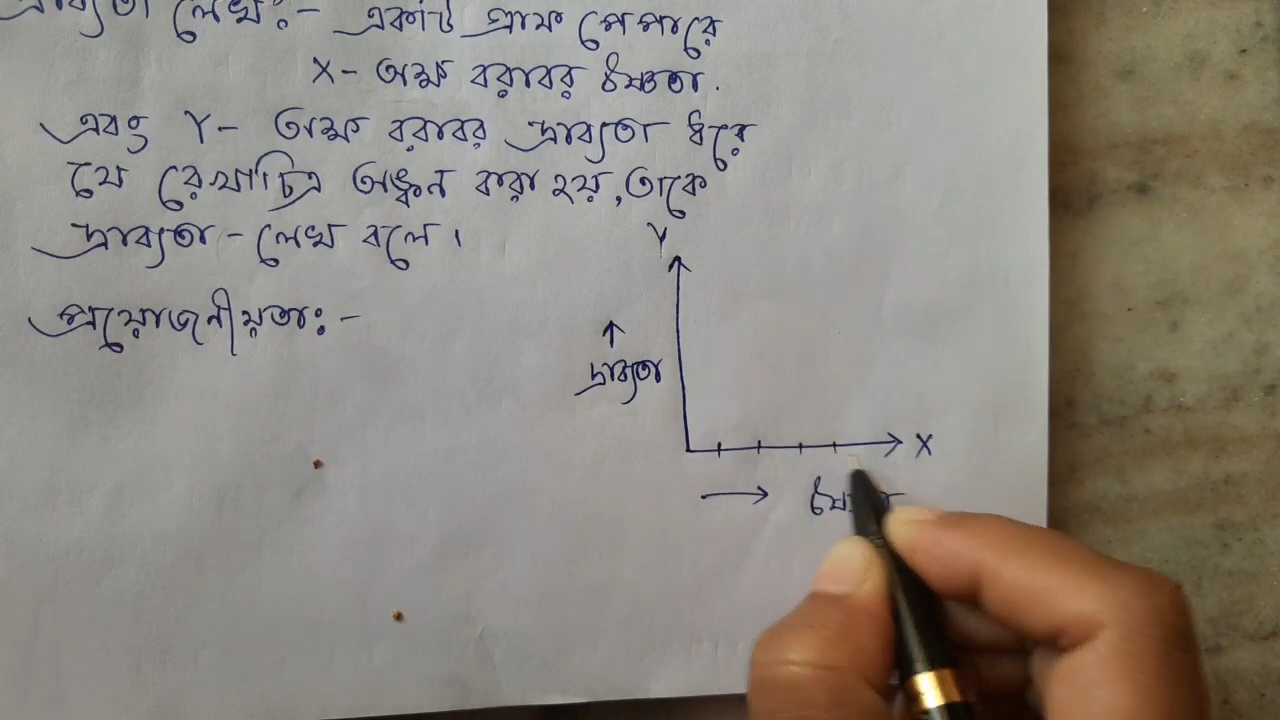 দ্রাব্যতা লেখ:- একটি গ্রাফ পেপারে
X- অক্ষ বরাবর উষ্ণতা.
এবং Y- অক্ষ বরাবর দ্রাব্যতা ধরে
যে রেখাচিত্র অঙ্কন করা হয়, তাকে
দ্রাব্যতা - লেখ বলে।
প্রয়োজনীয়তা:-
Y
দ্রাব্যতা
X